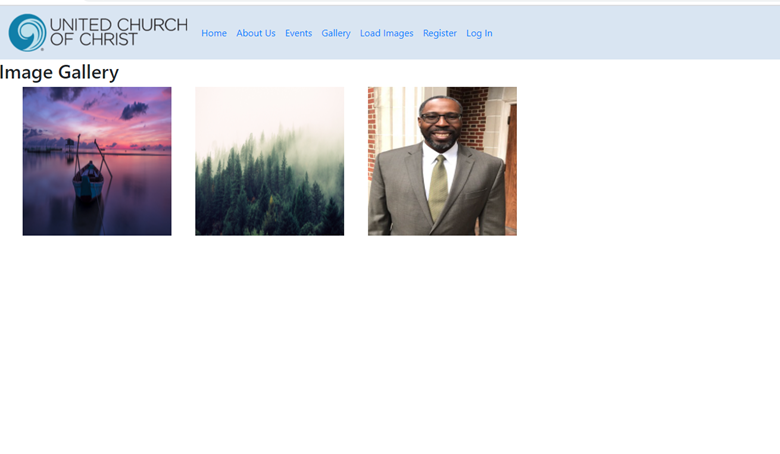 UNITED CHURCH
OF CHRIST
Home About Us Events Gallery Load Images Register Log In
Image Gallery